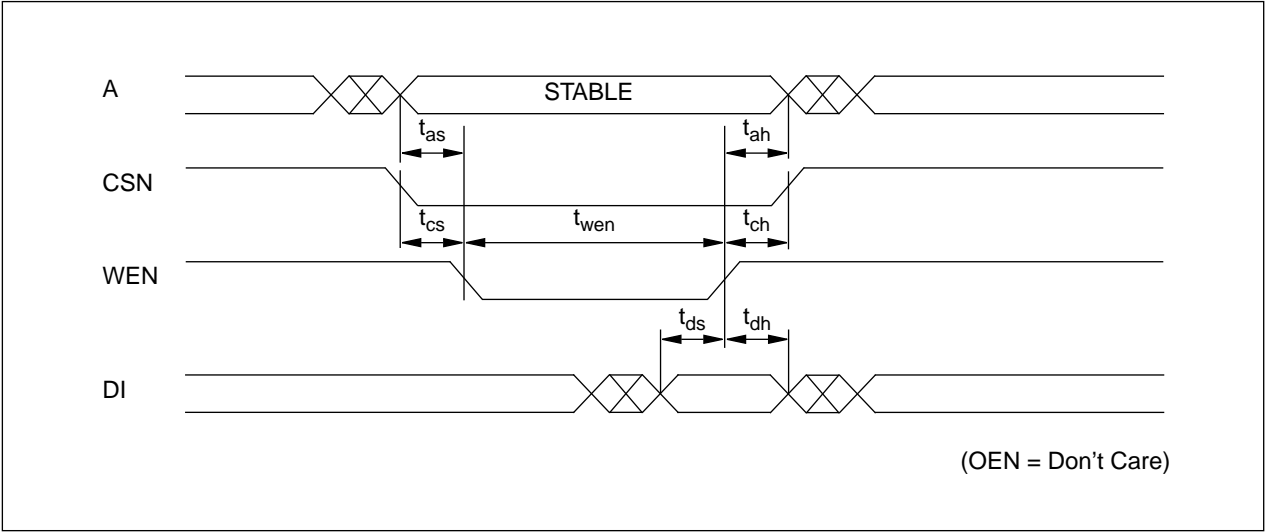 A
STABLE
tas
tah
CSN
tcs
twen
tch
WEN
tds
tdh
DI
(OEN = Don't Care)